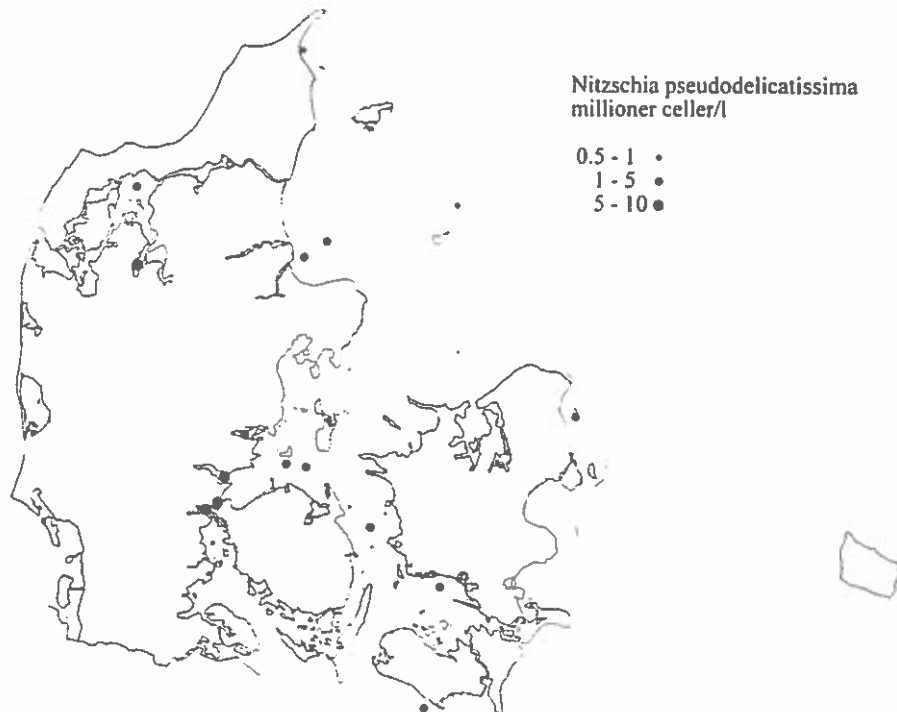 Nitzschia pseudodelicatissima
millioner celler/l
0.5 - 1
1 - 5
5 - 10